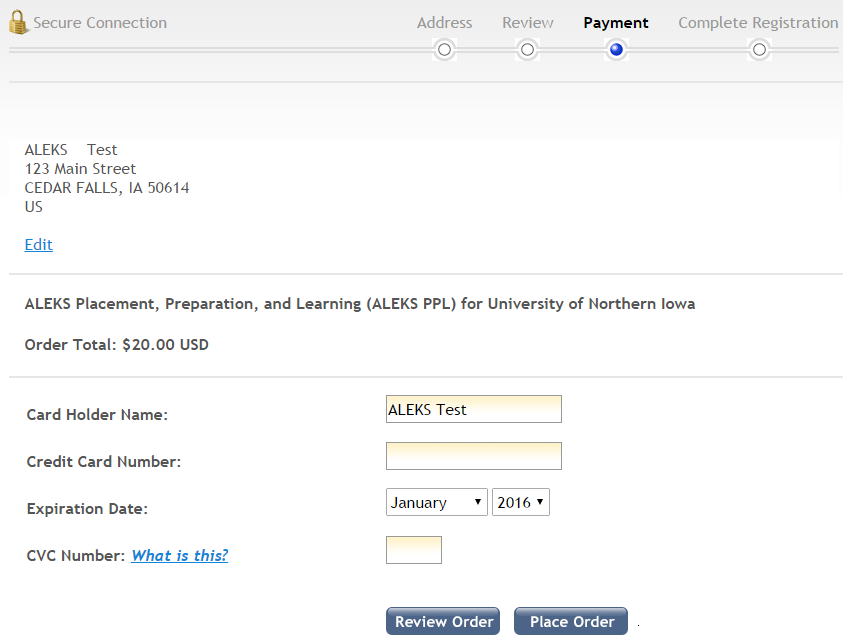 Secure Connection
Address Review Payment Complete Registration
ALEKS Test
123 Main Street
CEDAR FALLS, IA 50614
US
Edit
ALEKS Placement, Preparation, and Learning (ALEKS PPL) for University of Northern Iowa
Order Total: $20.00 USD
Card Holder Name: ALEKS Test
Credit Card Number:
Expiration Date: January 2016
CVC Number: What is this?
Review Order Place Order .